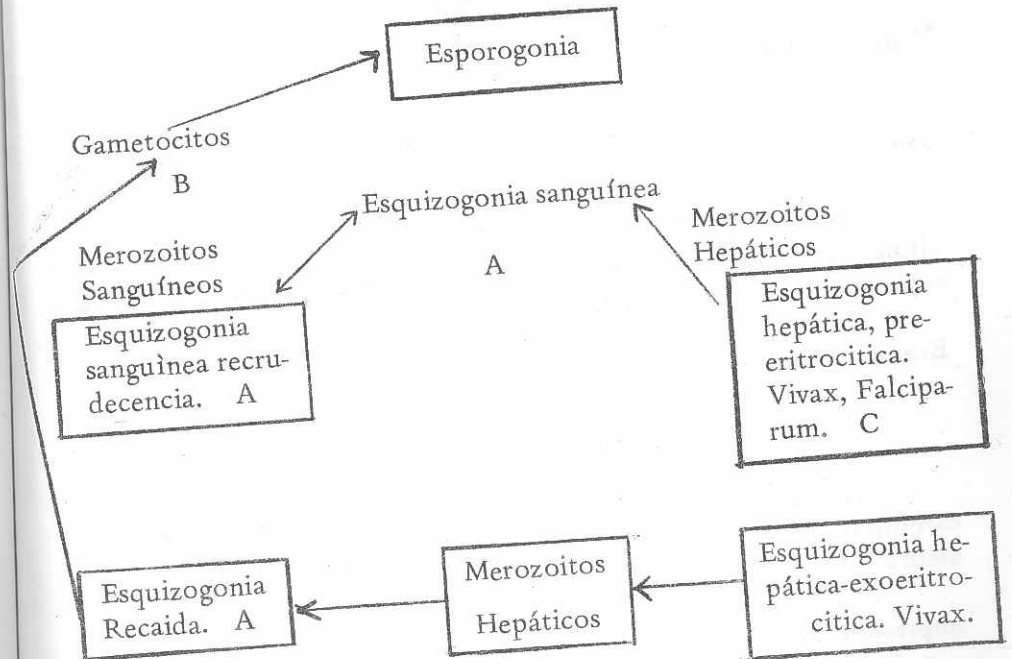 Esporogonia
Gametocitos
B
Esquizogonia sanguínea
A
Merozoitos
Hepáticos
Merozoitos
Sanguíneos
Esquizogonia
sanguìnea recru-
decencia. A
Esquizogonia
hepática, pre-
eritrocitica.
Vivax, Falcipa-
rum. C
Esquizogonia
Recaida. A
Merozoitos
Hepáticos
Esquizogonia he-
pática-exoeritro-
citica. Vivax.